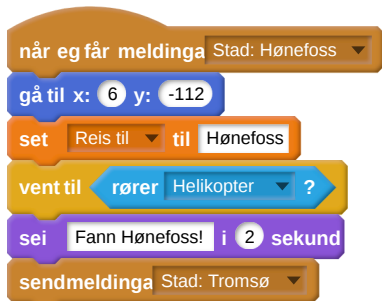 når eg får meldinga Stad: Hønefoss
gå til x: 6 y: -112
set Reis til til Hønefoss
vent til rører Helikopter ?
sei Fann Hønefoss! i 2 sekund
sendmeldinga Stad: Tromsø